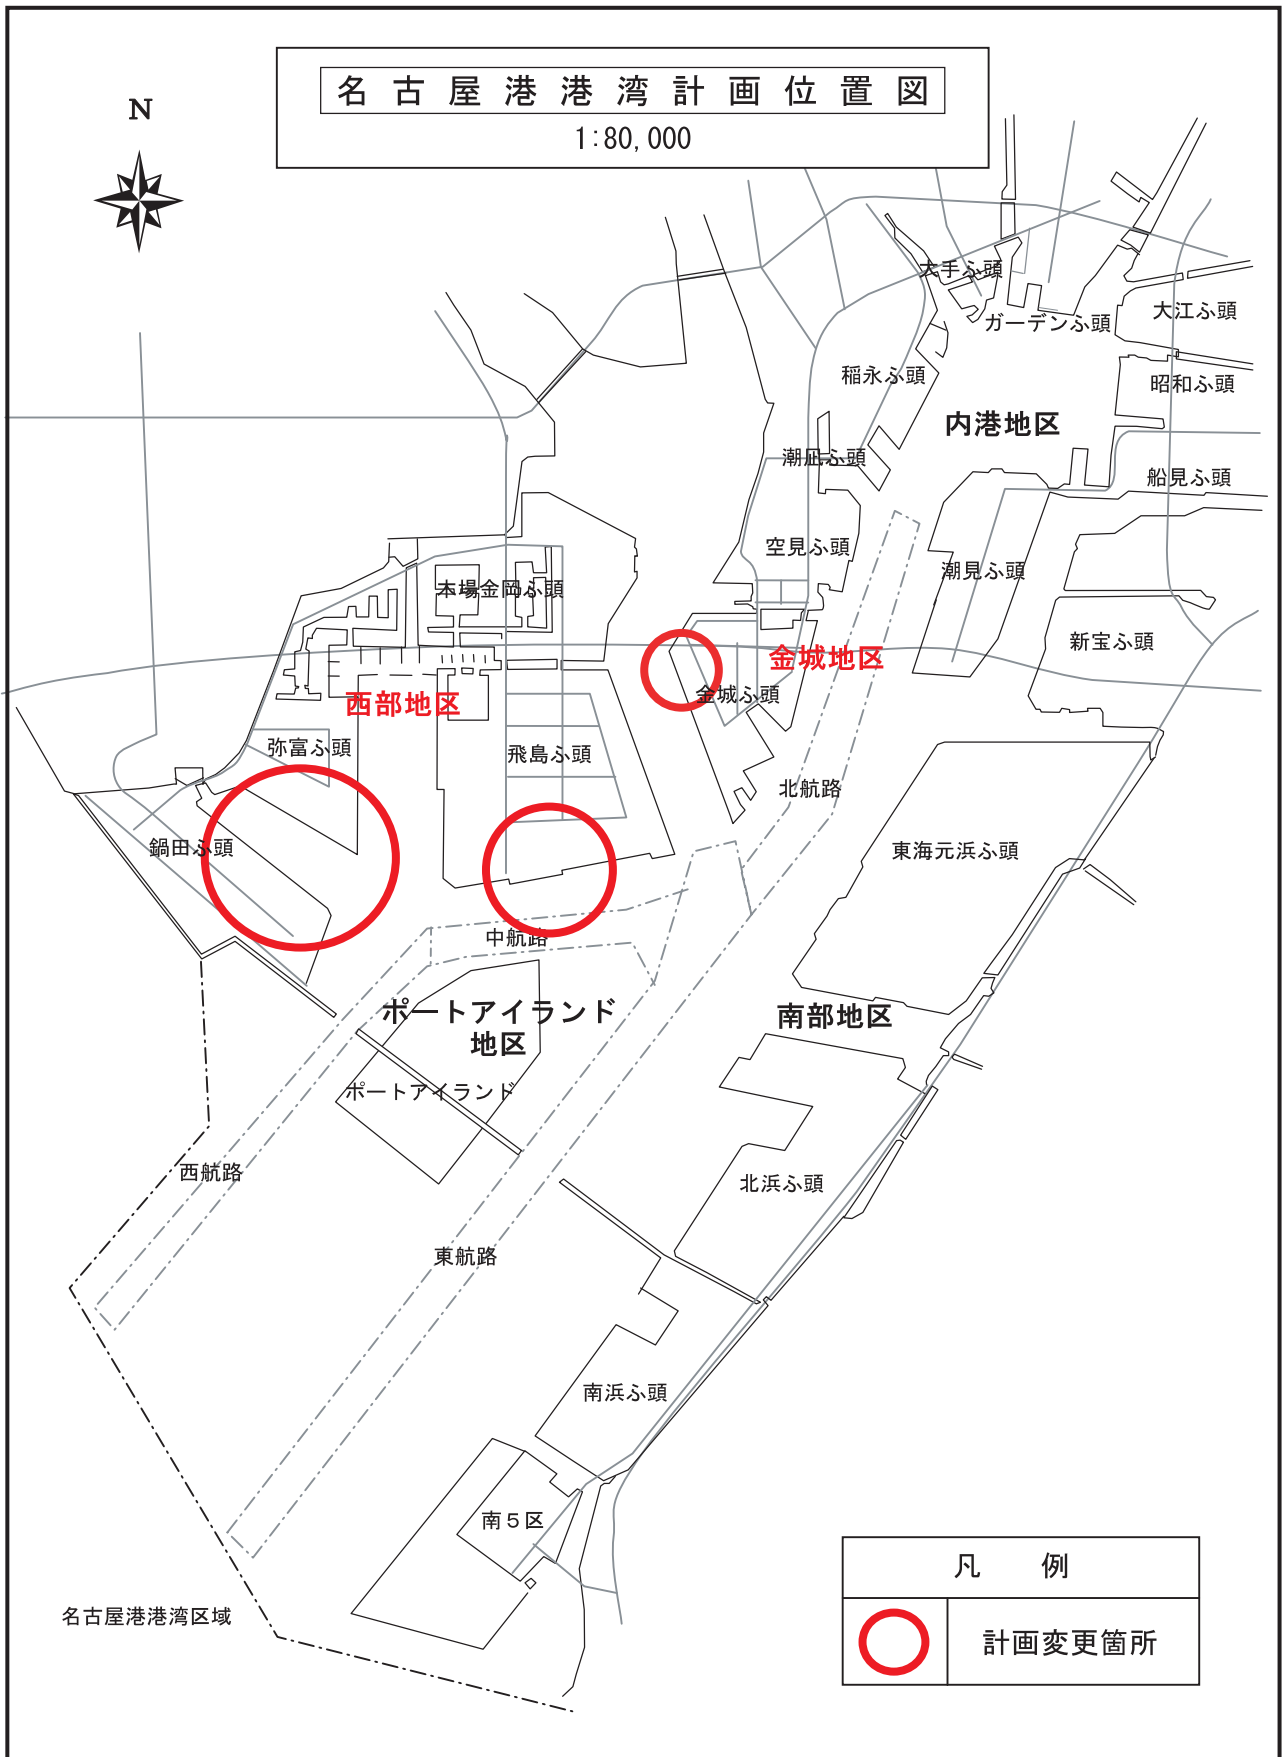 名古屋港港湾計画位置図
1:80,000
N
大手ふ頭
ガーデンふ頭
大江ふ頭
稲永ふ頭
昭和ふ頭
内港地区
潮凪ふ頭
船見ふ頭
空見ふ頭
潮見ふ頭
木場金岡ふ頭
新宝ふ頭
金城地区
金城ふ頭
西部地区
弥富ふ頭
飛島ふ頭
北航路
鍋田ふ頭
東海元浜ふ頭
中航路
ポートアイランド
地区
南部地区
ポートアイランド
西航路
北浜ふ頭
東航路
南浜ふ頭
南5区
名古屋港港湾区域
凡例
計画変更箇所